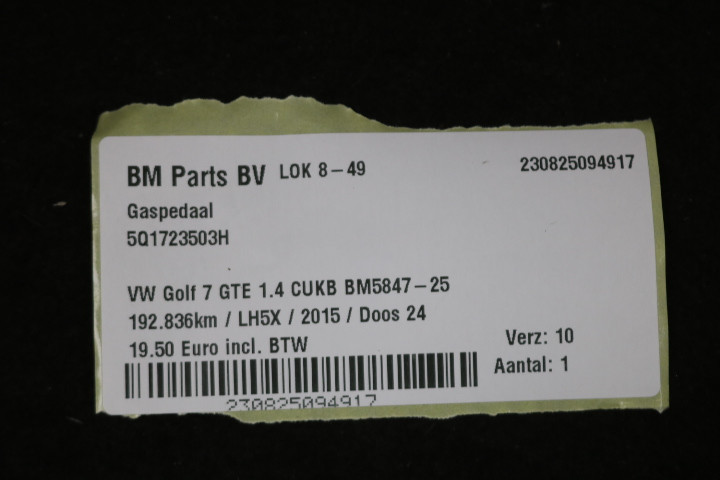 BM Parts BV LOK 8-49 230825094917
Gaspedaal
5Q1723503H
VW Golf 7 GTE 1.4 CUKB BM5847-25
192.836km / LH5X / 2015 / Doos 24
19.50 Euro incl. BTW Verz: 10
Aantal: 1
230825094917